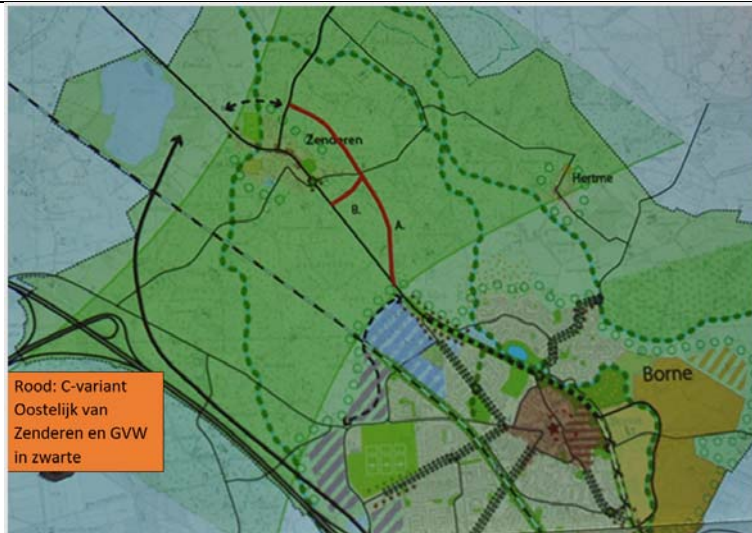 Zenderen
Hertme
B.
A.
Borne
Rood: C-variant
Oostelijk van
Zenderen en GVW
in zwarte